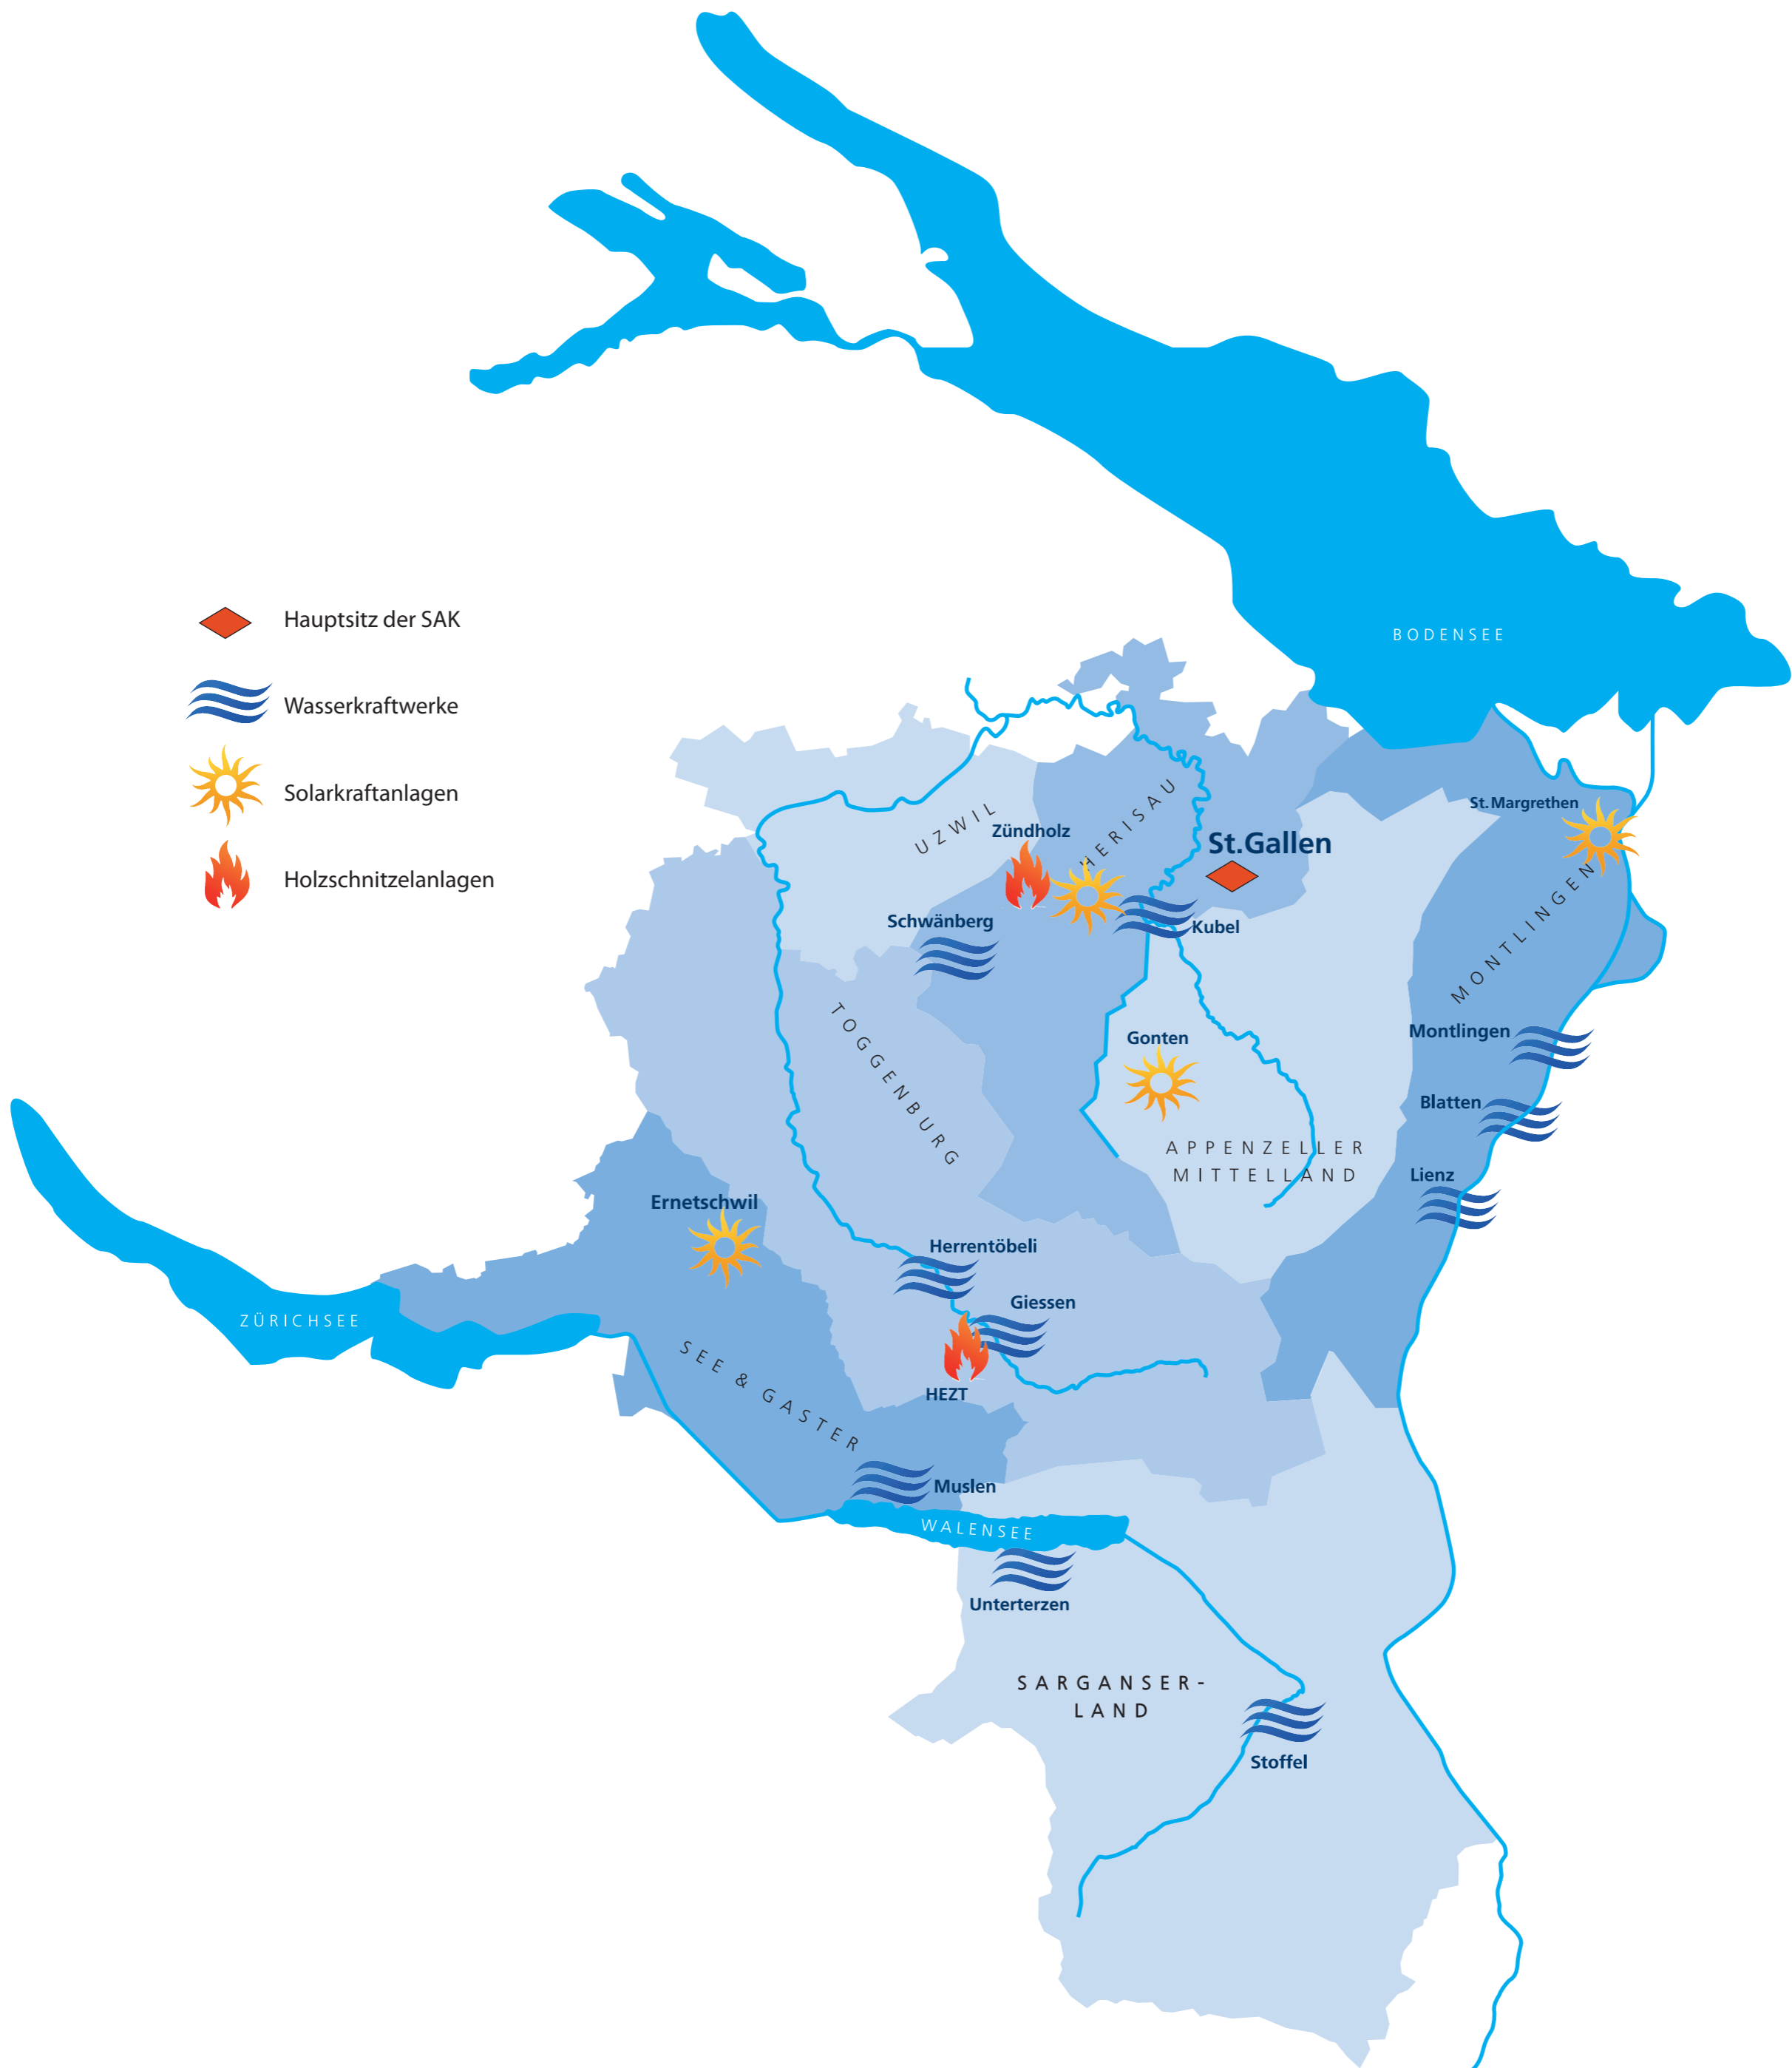 BODENSEE
Hauptsitz der SAK
Wasserkraftwerke
Solarkraftanlagen
Holzschnitzelanlagen
St.Margrethen
UZWIL
Zündholz
HERISAU
St.Gallen
Schwänberg
Kubel
MONTLINGEN
TOGGENBURG
Montlingen
Gonten
Blatten
APPENZELLER
MITTELLAND
Lienz
Ernetschwil
Herrentöbeli
Giessen
ZÜRICHSEE
SEE & GASTER
HEZT
Muslen
WALENSEE
Unterterzen
SARGANSER-
LAND
Stoffel